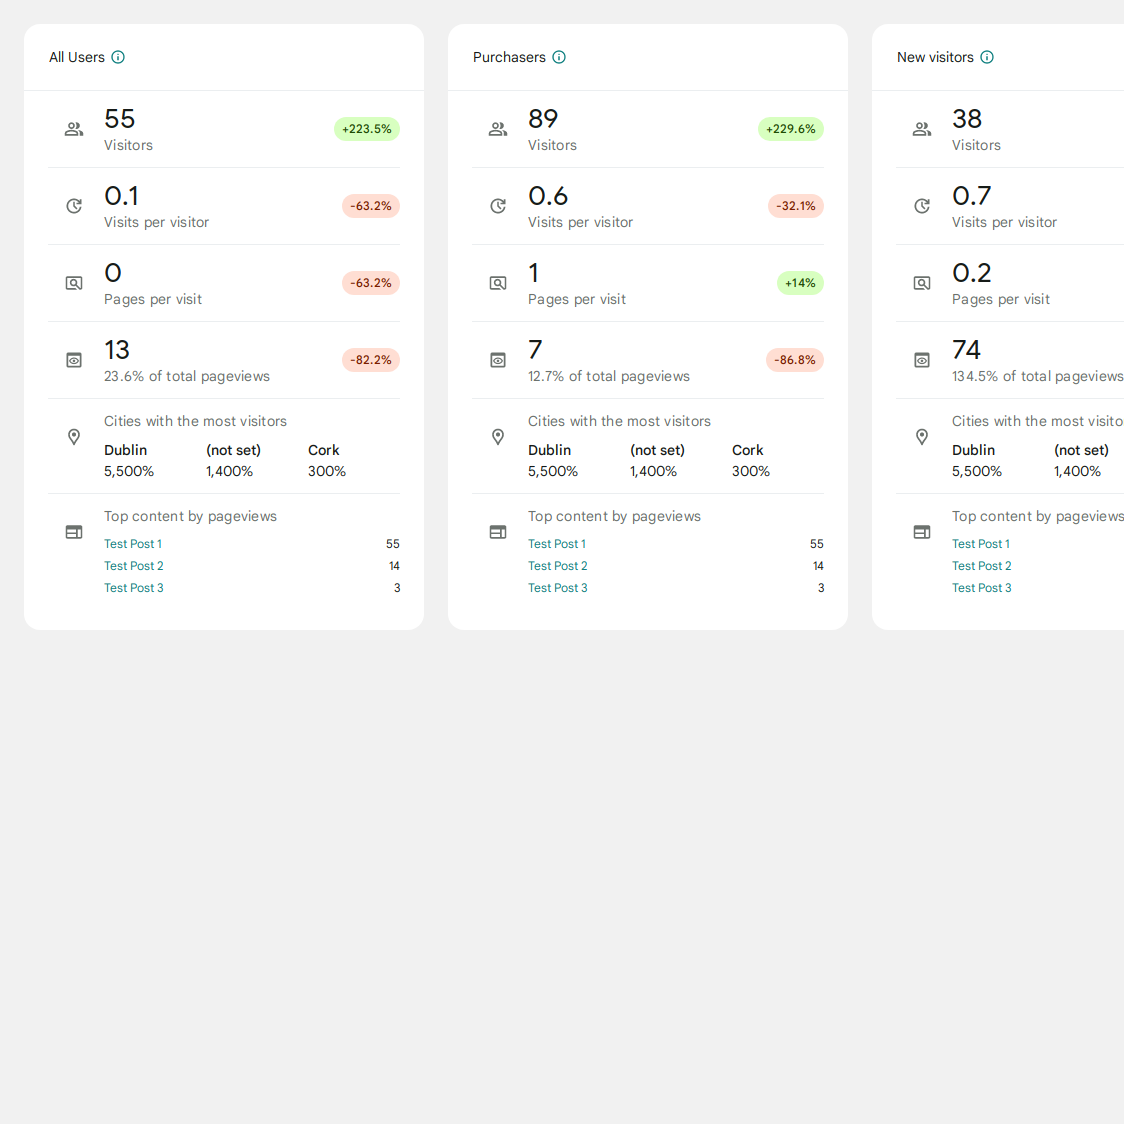 All Users
55
Visitors
+223.5%
0.1
Visits per visitor
-63.2%
0
Pages per visit
-63.2%
13
23.6% of total pageviews
-82.2%
Cities with the most visitors
Dublin (not set) Cork
5,500% 1,400% 300%
Top content by pageviews
Test Post 1 55
Test Post 2 14
Test Post 3 3
Purchasers
89
Visitors
+229.6%
0.6
Visits per visitor
-32.1%
1
Pages per visit
+14%
7
12.7% of total pageviews
-86.8%
Cities with the most visitors
Dublin (not set) Cork
5,500% 1,400% 300%
Top content by pageviews
Test Post 1 55
Test Post 2 14
Test Post 3 3
New visitors
38
Visitors
0.7
Visits per visitor
0.2
Pages per visit
74
134.5% of total pageviews
Cities with the most visito
Dublin (not set)
5,500% 1,400%
Top content by pageviews
Test Post 1
Test Post 2
Test Post 3